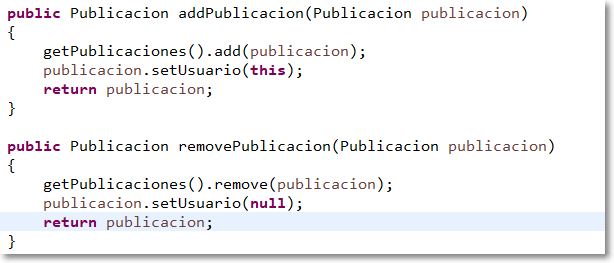 public Publicacion addPublicacion(Publicacion publicacion)
{
    getPublicaciones().add(publicacion);
    publicacion.setUsuario(this);
    return publicacion;
}

public Publicacion removePublicacion(Publicacion publicacion)
{
    getPublicaciones().remove(publicacion);
    publicacion.setUsuario(null);
    return publicacion;
}